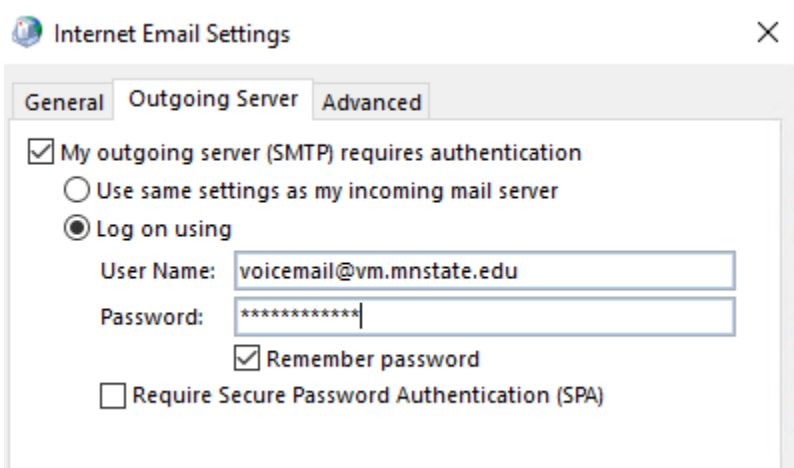 Internet Email Settings
General Outgoing Server Advanced
My outgoing server (SMTP) requires authentication
Use same settings as my incoming mail server
Log on using
User Name: voicemail@vm.mnstate.edu
Password: ************
Remember password
Require Secure Password Authentication (SPA)